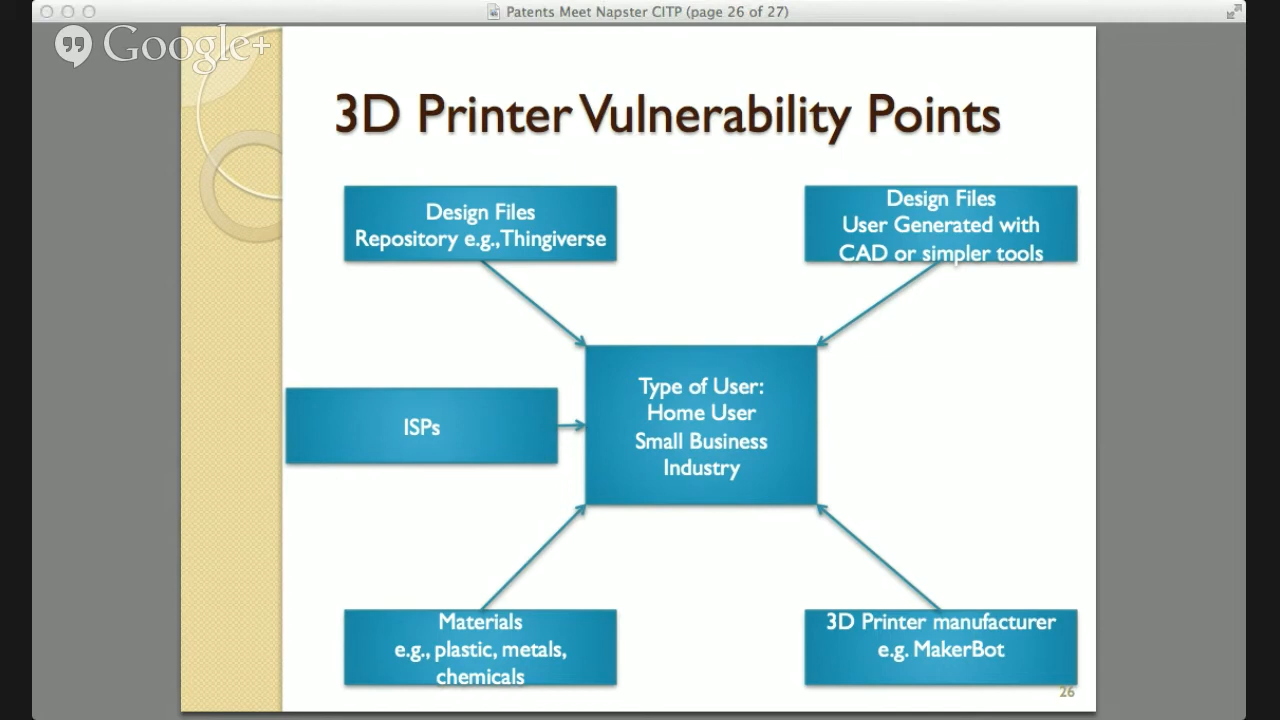 Patents Meet Napster CITP (page 26 of 27)
Google+
3D Printer Vulnerability Points
Design Files
Repository e.g.,Thingiverse
Design Files
User Generated with
CAD or simpler tools
ISPs
Type of User:
Home User
Small Business
Industry
Materials
e.g., plastic, metals,
chemicals
3D Printer manufacturer
e.g. MakerBot
26